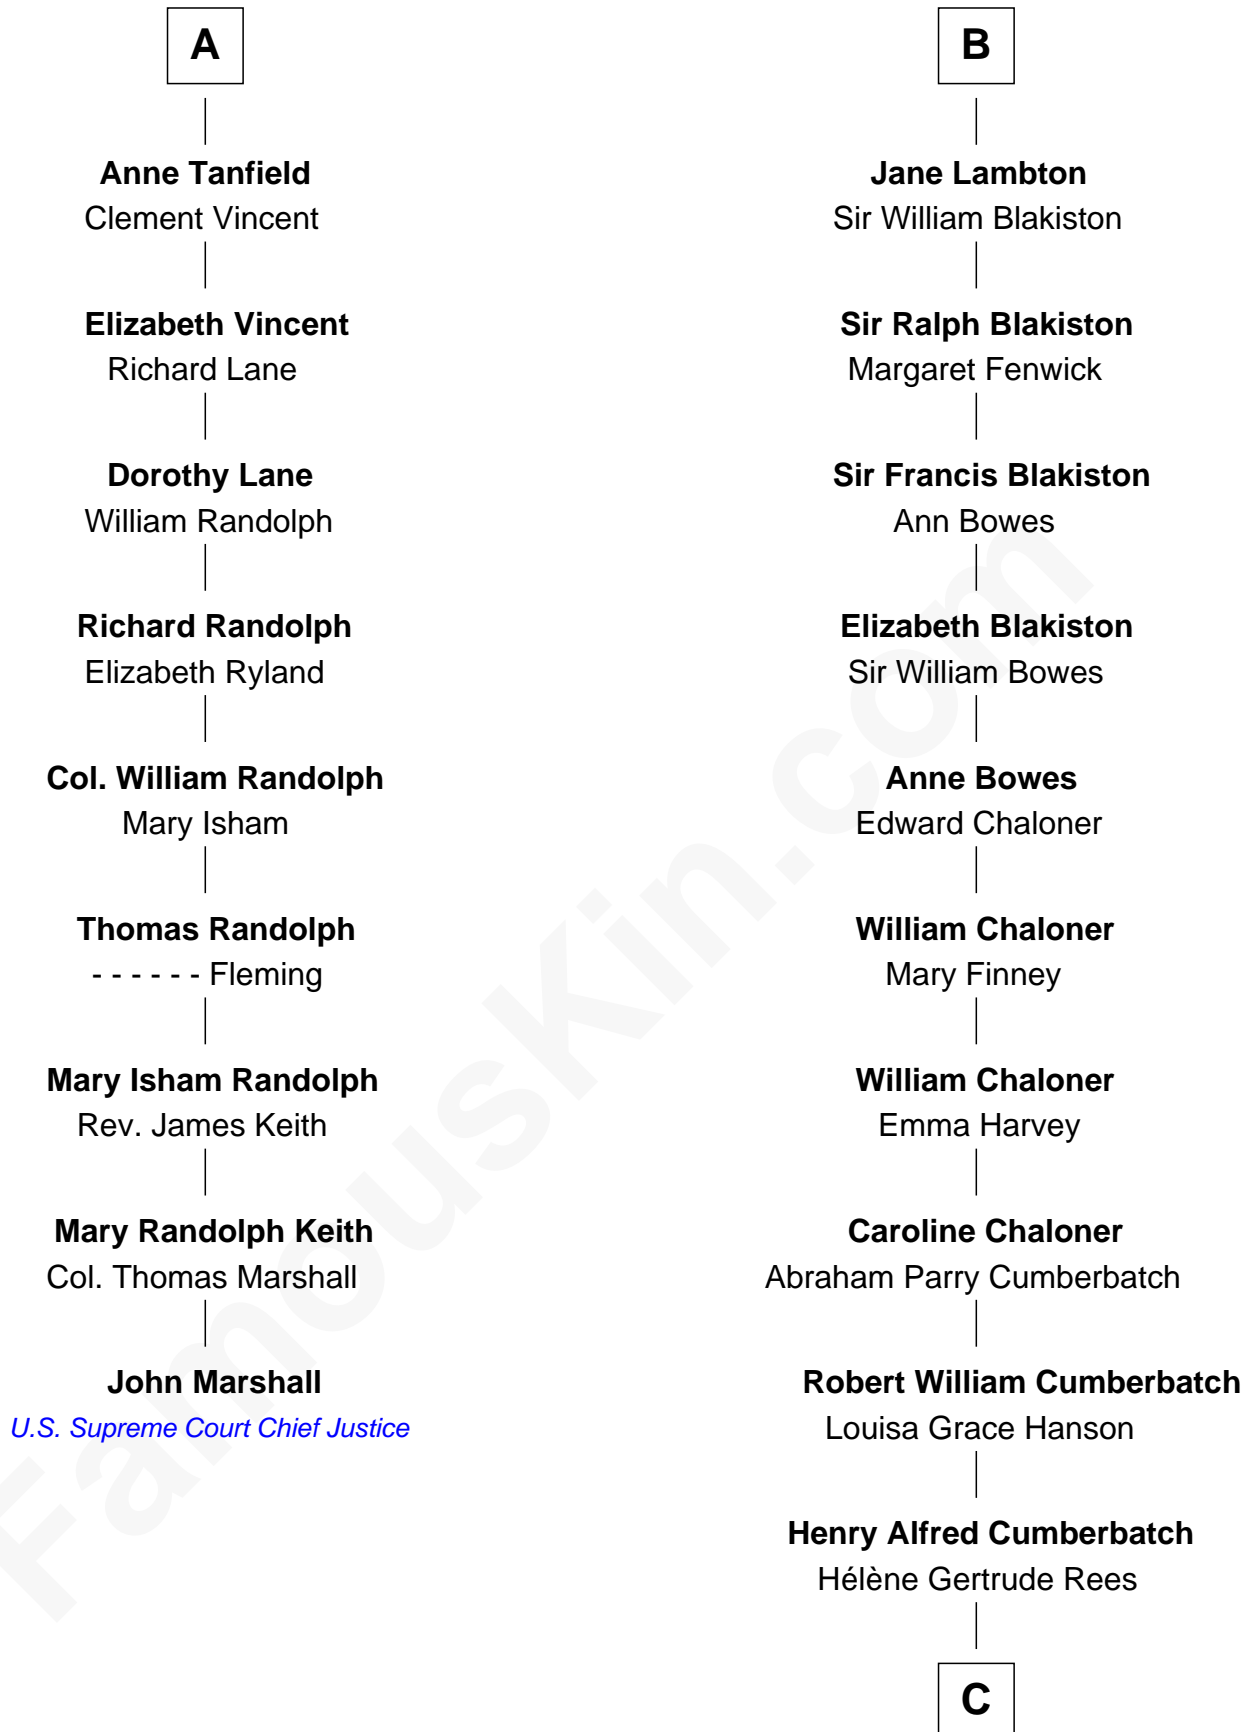 A
Anne Tanfield
Clement Vincent
Elizabeth Vincent
Richard Lane
Dorothy Lane
William Randolph
Richard Randolph
Elizabeth Ryland
Col. William Randolph
Mary Isham
Thomas Randolph
- - - - - - Fleming
Mary Isham Randolph
Rev. James Keith
Mary Randolph Keith
Col. Thomas Marshall
John Marshall
U.S. Supreme Court Chief Justice
B
Jane Lambton
Sir William Blakiston
Sir Ralph Blakiston
Margaret Fenwick
Sir Francis Blakiston
Ann Bowes
Elizabeth Blakiston
Sir William Bowes
Anne Bowes
Edward Chaloner
William Chaloner
Mary Finney
William Chaloner
Emma Harvey
Caroline Chaloner
Abraham Parry Cumberbatch
Robert William Cumberbatch
Louisa Grace Hanson
Henry Alfred Cumberbatch
Hélène Gertrude Rees
C
FamousKin.com